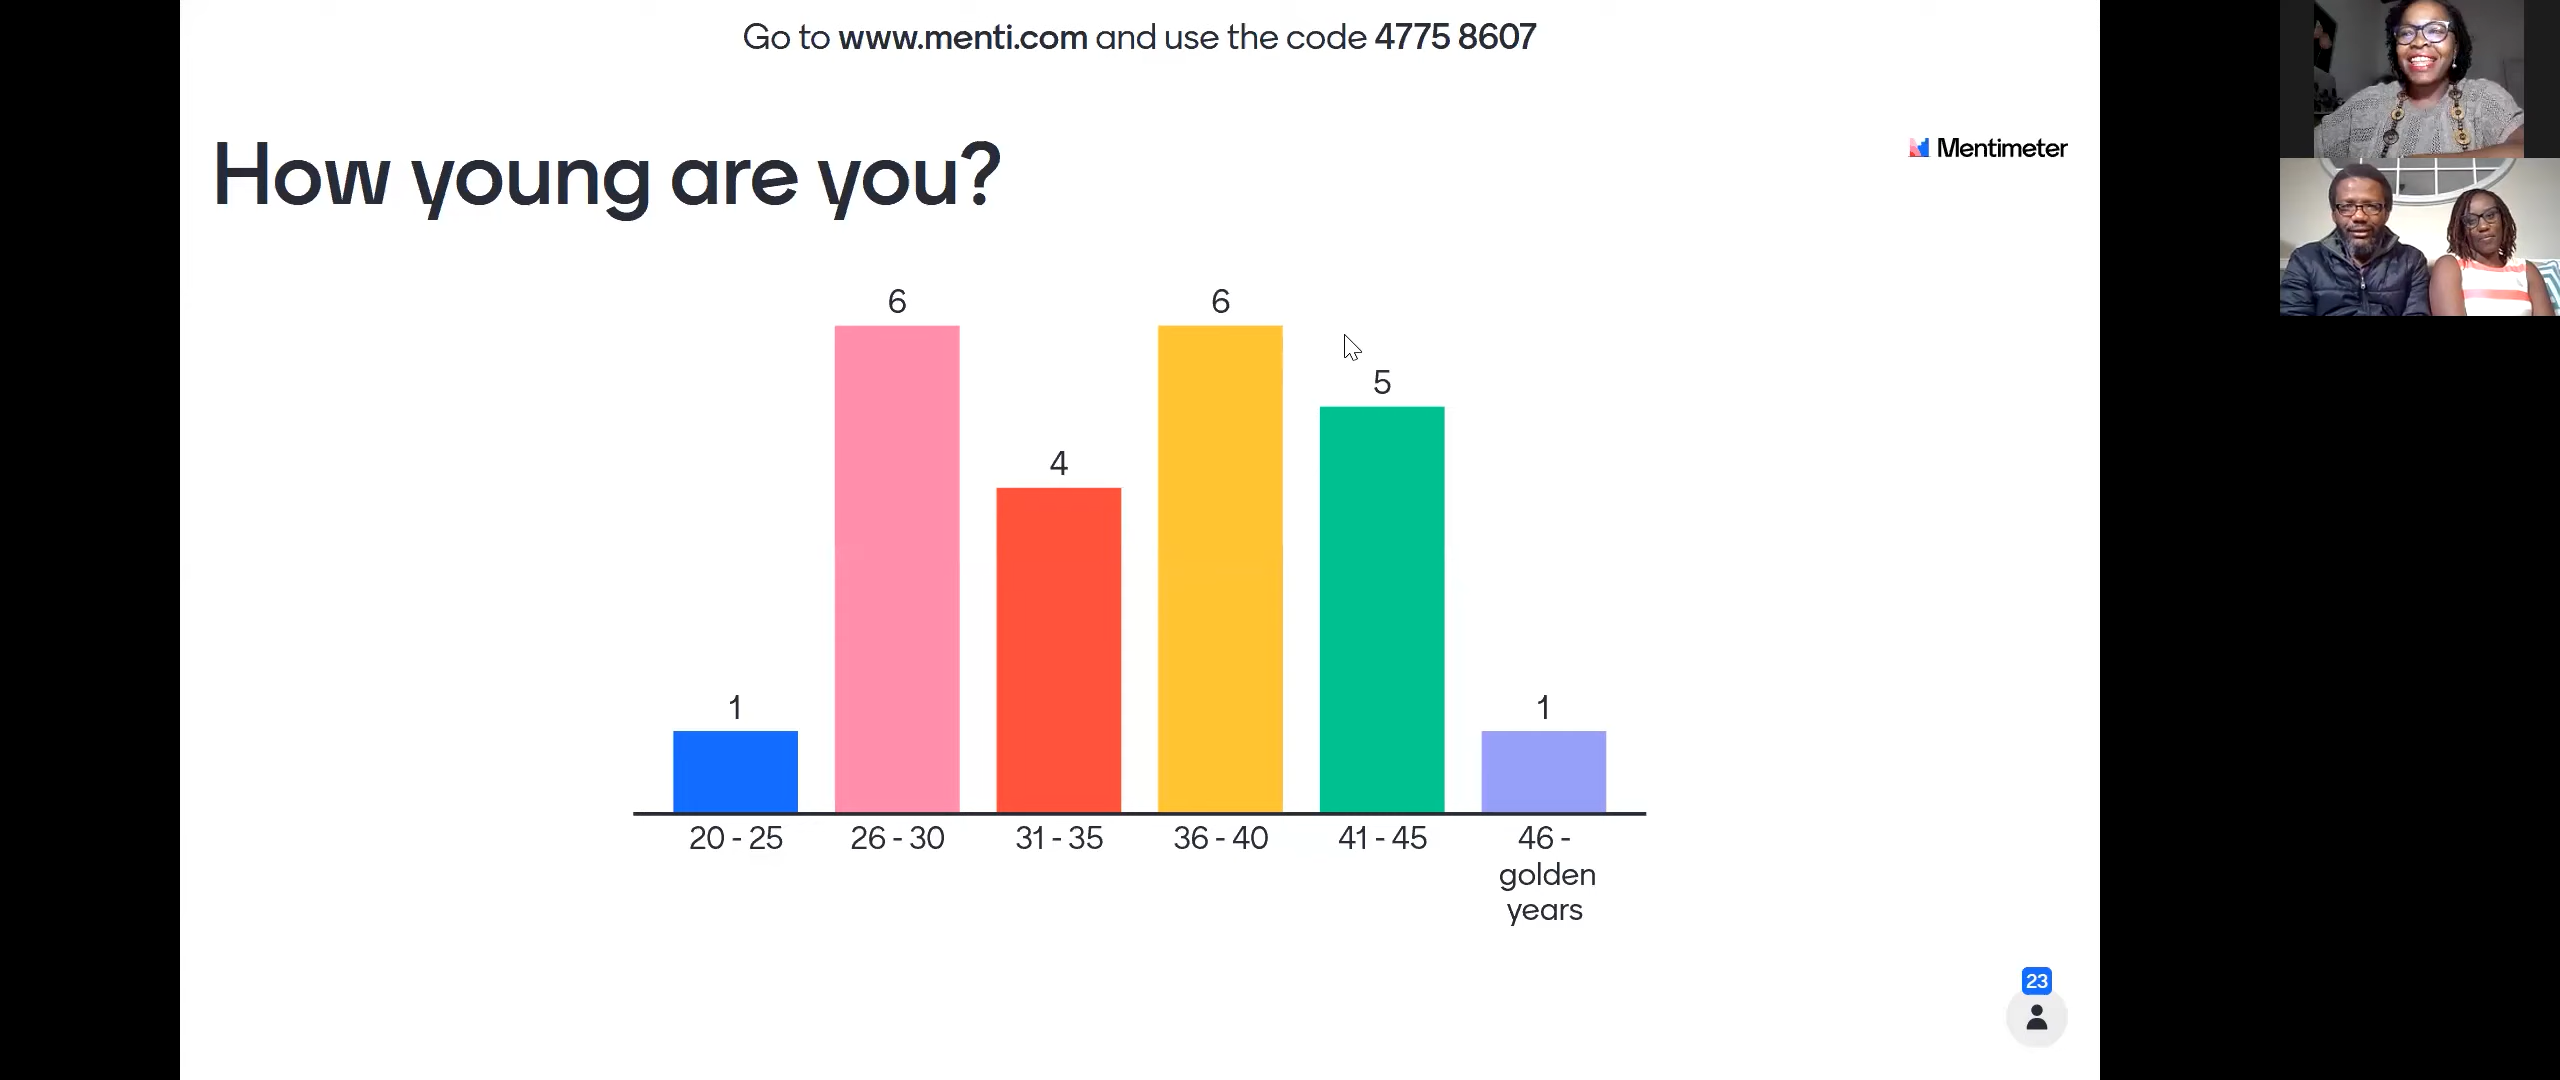 Go to www.menti.com and use the code 4775 8607
How young are you?
Mentimeter
6
6
5
4
1
1
20 - 25
26 - 30
31 - 35
36 - 40
41 - 45
46 -
golden
years
23